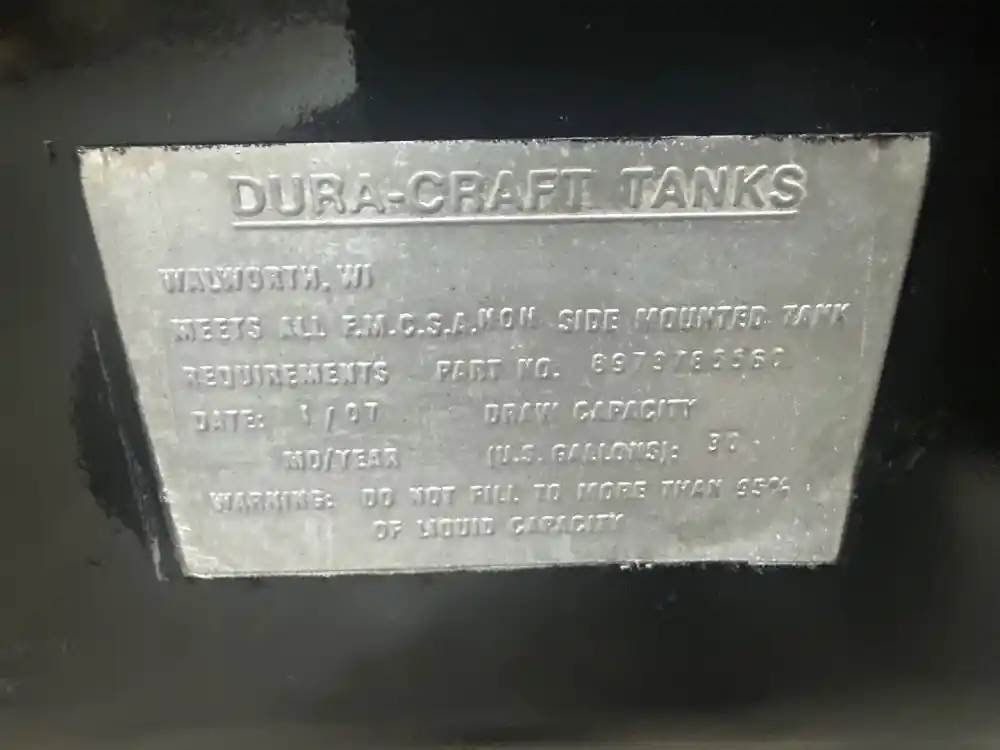 DURA-CRAFT TANKS
WALWORTH, WI
MEETS ALL F.M.C.S.A. NON SIDE MOUNTED TANK
REQUIREMENTS PART NO.
DATE: 1/07 DRAW CAPACITY
MO/YEAR (U.S. GALLONS): 30
WARNING: DO NOT FILL TO MORE THAN 95%
OF LIQUID CAPACITY